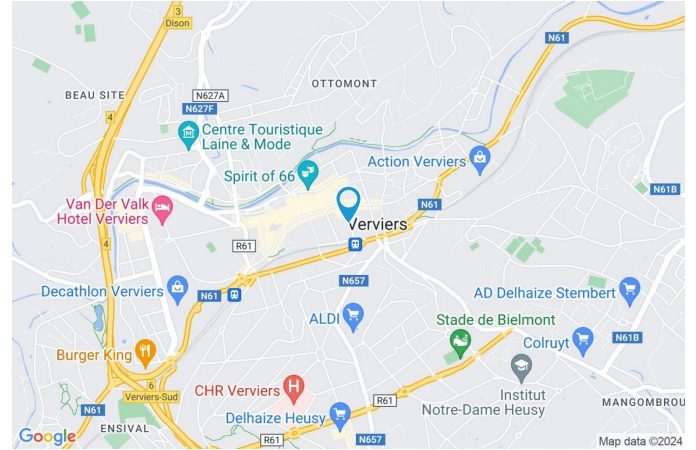 3
Dison
N61
BEAU SITE
4
OTTOMONT
N627A
N627F
Centre Touristique
Laine & Mode
Action Verviers
Spirit of 66
N61B
Van Der Valk
Hotel Verviers
N61
Verviers
R61
4
N657
Decathlon Verviers
N61
AD Delhaize Stembert
ALDI
Stade de Bielmont
Colruyt
N61B
Burger King
Institut
Notre-Dame Heusy
6
Verviers-Sud
CHR Verviers
R61
MANGOMBROU
N61
Delhaize Heusy
ENSIVAL
R61
N657
Google
Map data ©2024